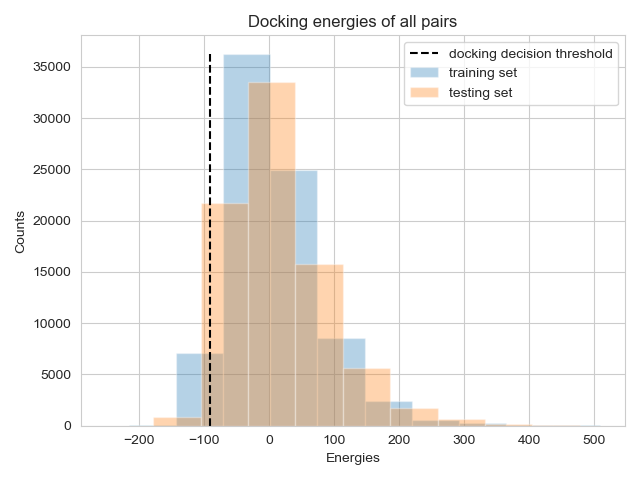 Docking energies of all pairs
docking decision threshold
training set
testing set
35000
30000
25000
20000
15000
10000
5000
0
Counts
−200
−100
0
100
200
300
400
500
Energies